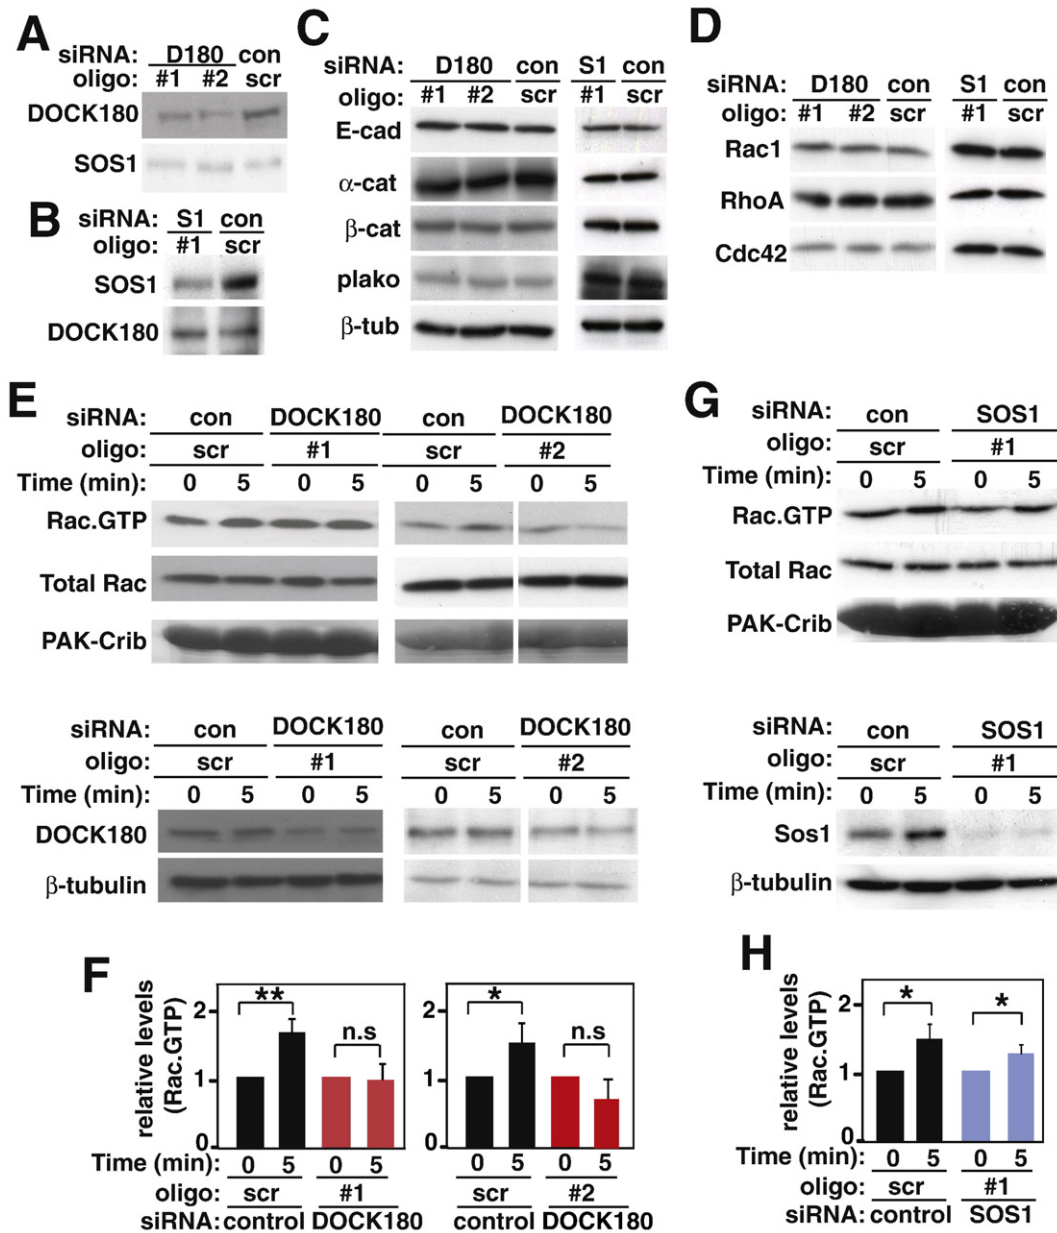 A
siRNA: D180 con
oligo: #1 #2 scr
DOCK180
SOS1
B
siRNA: S1 con
oligo: #1 scr
SOS1
DOCK180
C
siRNA: D180 con S1 con
oligo: #1 #2 scr #1 scr
E-cad
α-cat
β-cat
plako
β-tub
D
siRNA: D180 con S1 con
oligo: #1 #2 scr #1 scr
Rac1
RhoA
Cdc42
E
siRNA: con DOCK180 con DOCK180
oligo: scr #1 scr #2
Time (min): 0 5 0 5 0 5 0 5
Rac.GTP
Total Rac
PAK-Crib
siRNA: con DOCK180 con DOCK180
oligo: scr #1 scr #2
Time (min): 0 5 0 5 0 5 0 5
DOCK180
β-tubulin
G
siRNA: con SOS1
oligo: scr #1
Time (min): 0 5 0 5
Rac.GTP
Total Rac
PAK-Crib
siRNA: con SOS1
oligo: scr #1
Time (min): 0 5 0 5
Sos1
β-tubulin
F
relative levels
(Rac.GTP)
2
1
0
** n.s
2
1
0
* n.s
Time (min): 0 5 0 5 0 5 0 5
oligo: scr #1 scr #2
siRNA: control DOCK180 control DOCK180
H
relative levels
(Rac.GTP)
2
1
0
* *
Time (min): 0 5 0 5
oligo: scr #1
siRNA: control SOS1